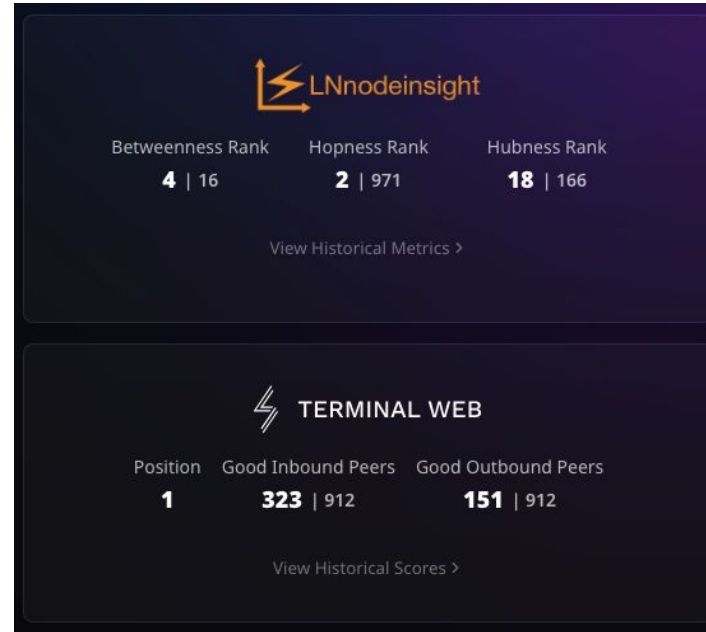 LNnodeinsight
Betweenness Rank Hopness Rank Hubness Rank
4 | 16 2 | 971 18 | 166
View Historical Metrics >
TERMINAL WEB
Position Good Inbound Peers Good Outbound Peers
1 323 | 912 151 | 912
View Historical Scores >